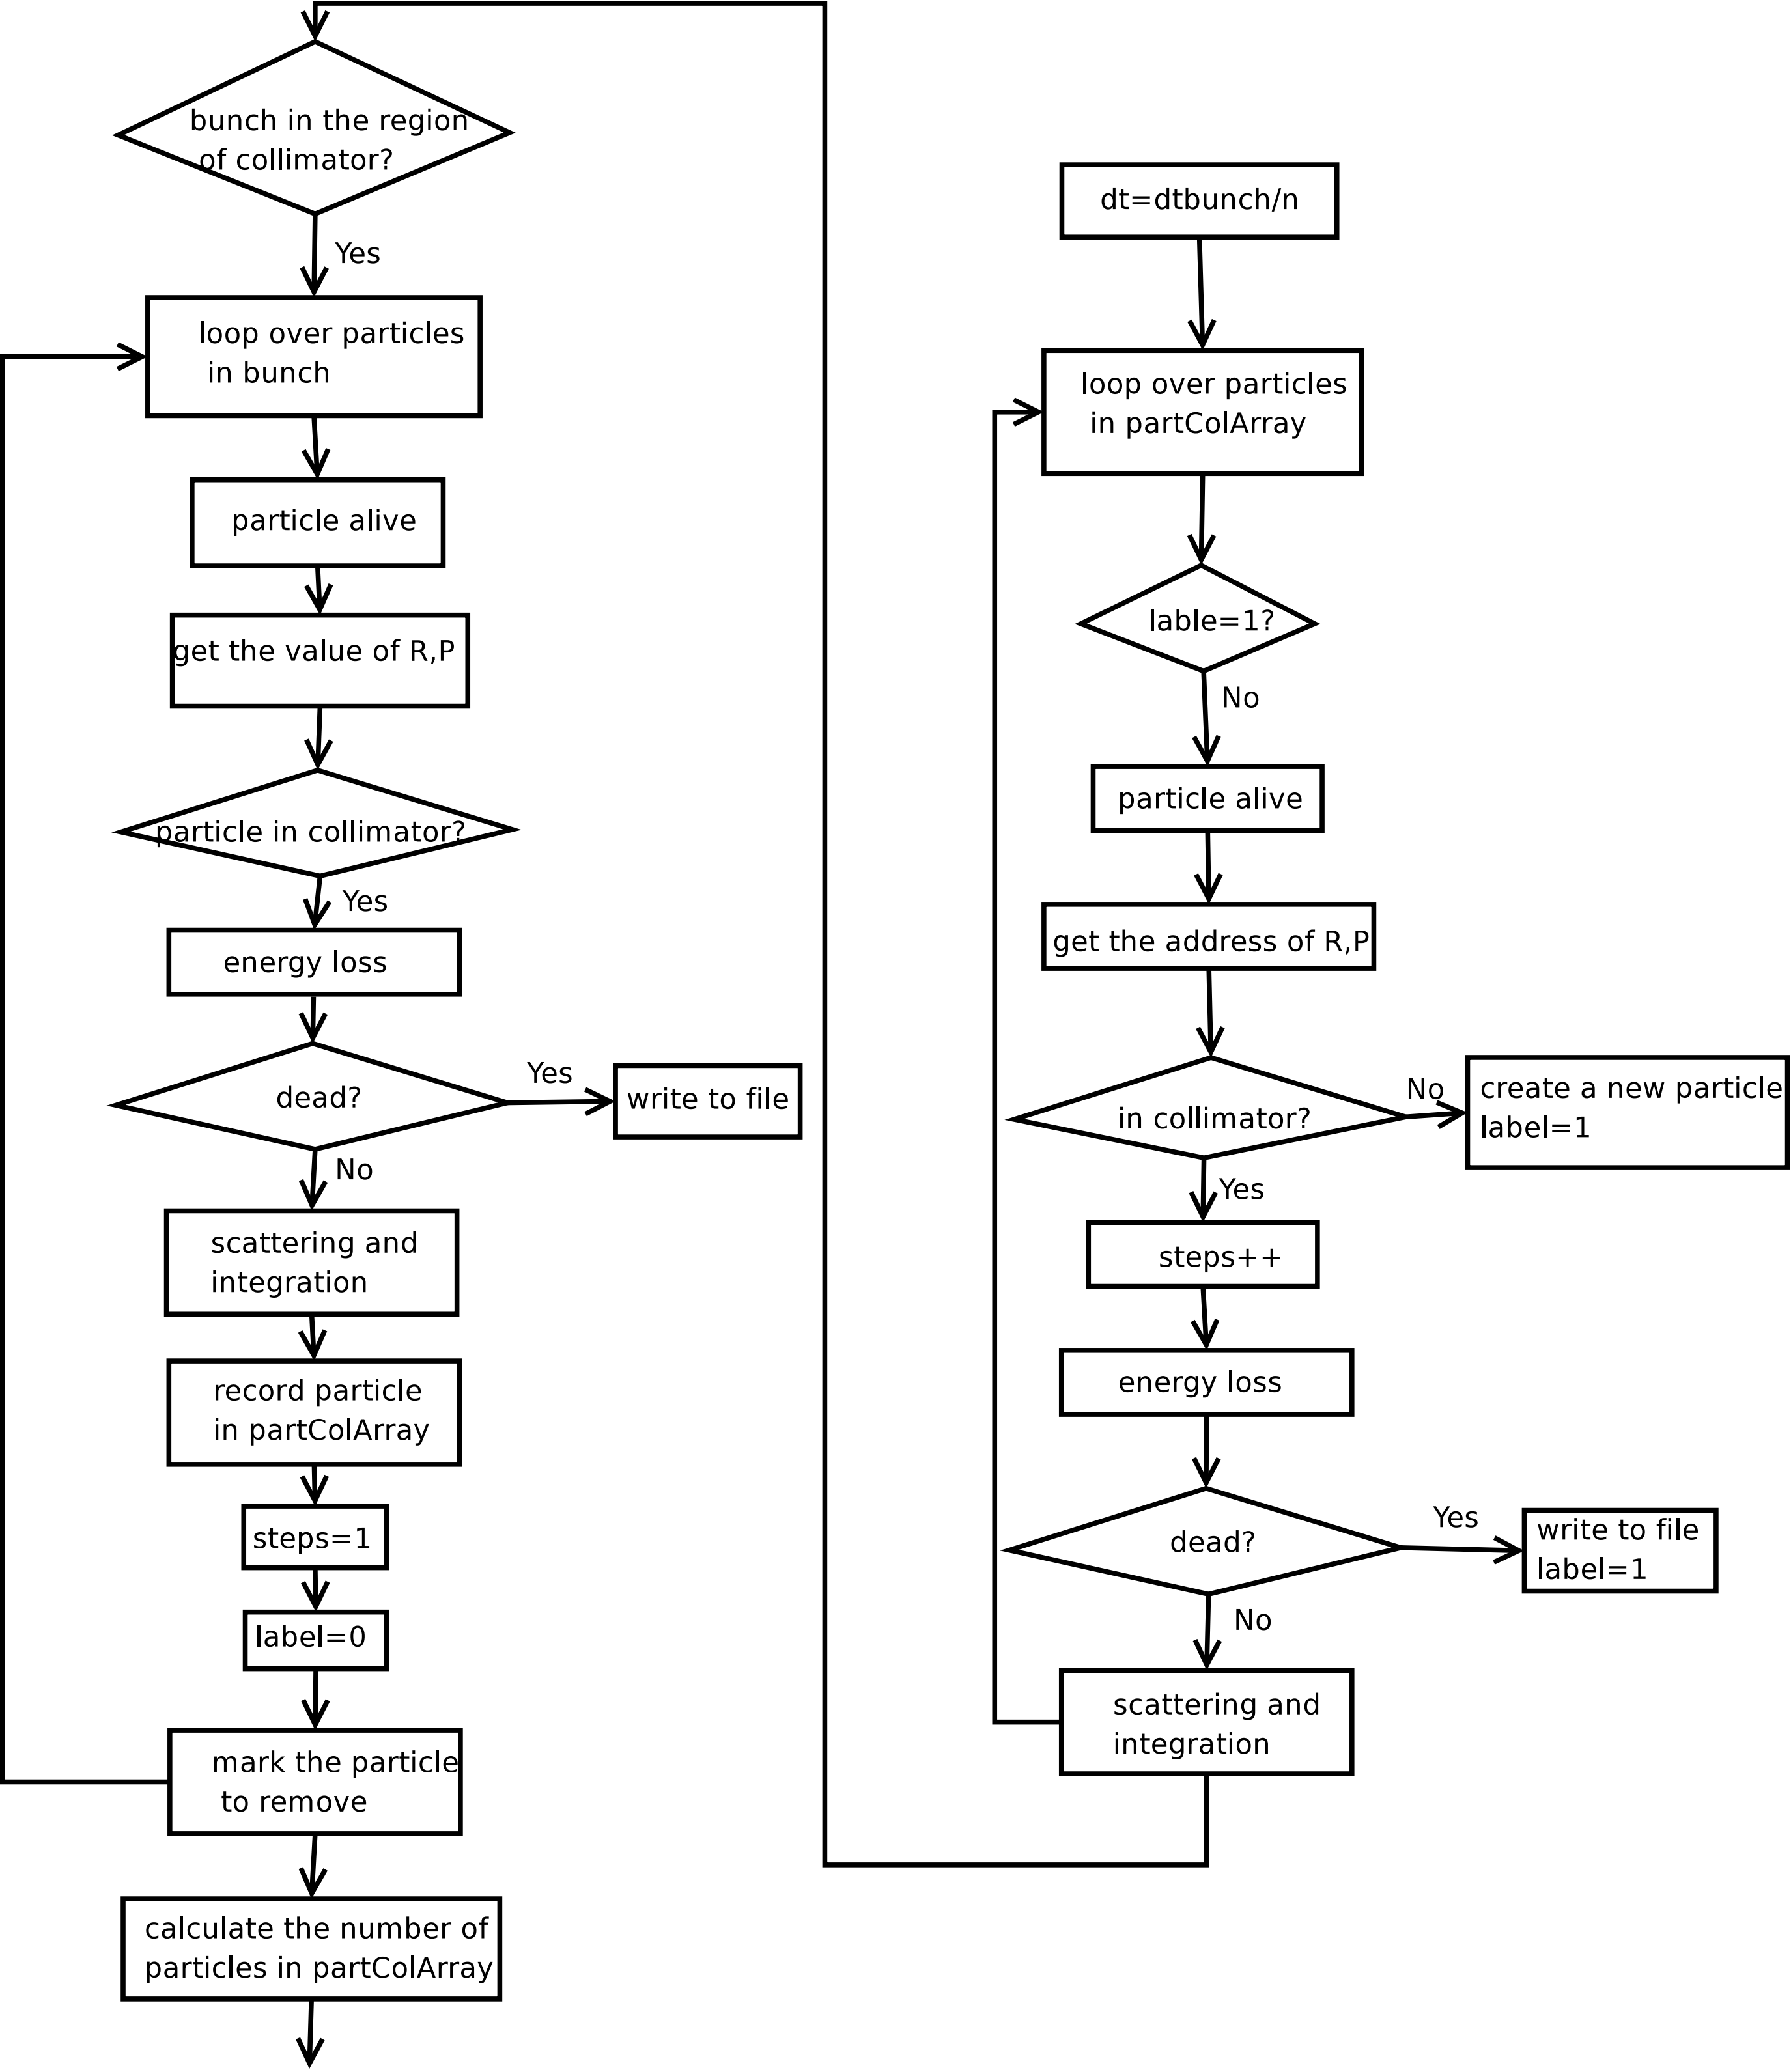 bunch in the region
of collimator?
Yes
loop over particles
in bunch
particle alive
get the value of R,P
particle in collimator?
Yes
energy loss
dead?
Yes
write to file
No
scattering and
integration
record particle
in partColArray
steps=1
label=0
mark the particle
to remove
calculate the number of
particles in partColArray
dt=dtbunch/n
loop over particles
in partColArray
lable=1?
No
particle alive
get the address of R,P
in collimator?
No
create a new particle
label=1
Yes
steps++
energy loss
dead?
Yes
write to file
label=1
No
scattering and
integration